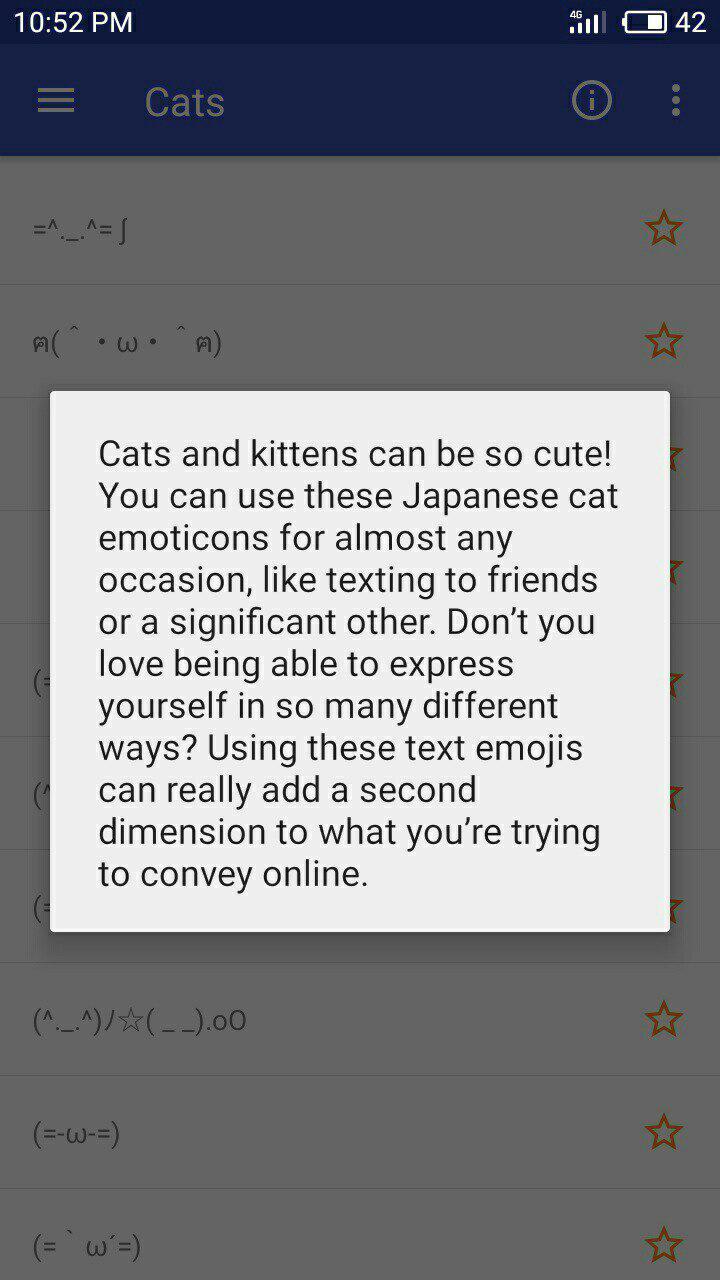 10:52 PM 4G 42
Cats
=^._.^= ∫
ฅ(＾・ω・＾ฅ)
Cats and kittens can be so cute!
You can use these Japanese cat
emoticons for almost any
occasion, like texting to friends
or a significant other. Don’t you
love being able to express
yourself in so many different
ways? Using these text emojis
can really add a second
dimension to what you’re trying
to convey online.
(^._.^)ﾉ☆( _ _).oO
(=-ω-=)
(=｀ω´=)